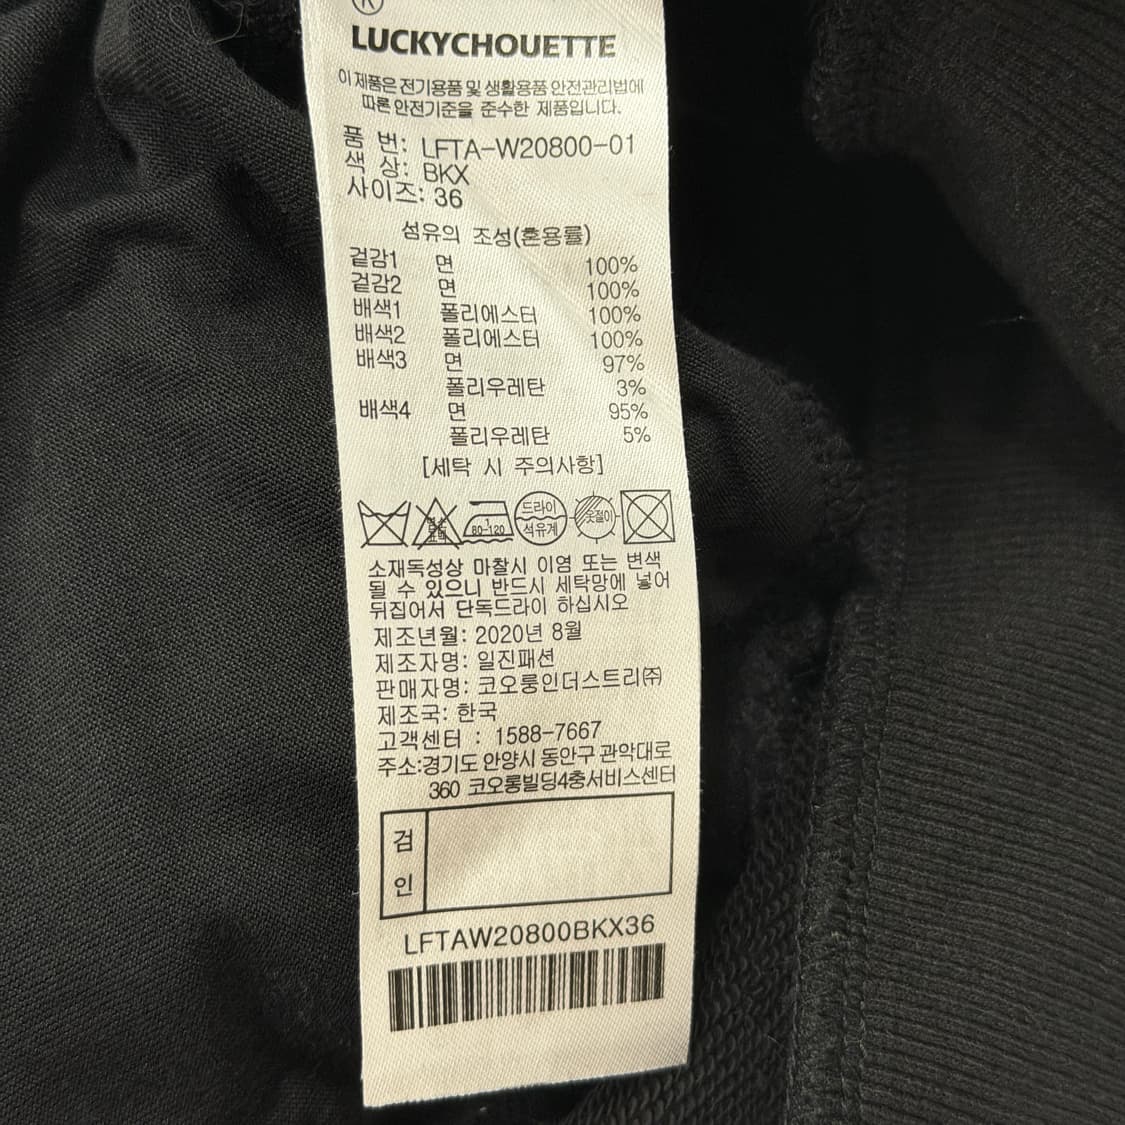 ®
LUCKYCHOUETTE
이 제품은 전기용품 및 생활용품 안전관리법에
따른 안전기준을 준수한 제품입니다.
품 번: LFTA-W20800-01
색 상: BKX
사이즈: 36
섬유의 조성(혼용률)
겉감1 면 100%
겉감2 면 100%
배색1 폴리에스터 100%
배색2 폴리에스터 100%
배색3 면 97%
폴리우레탄 3%
배색4 면 95%
폴리우레탄 5%
[세탁 시 주의사항]
염소 표백 1 80-120 드라이 석유계 옷걸이
소재독성상 마찰시 이염 또는 변색
될 수 있으니 반드시 세탁망에 넣어
뒤집어서 단독드라이 하십시오
제조년월: 2020년 8월
제조자명: 일진패션
판매자명: 코오롱인더스트리㈜
제조국: 한국
고객센터 : 1588-7667
주소:경기도 안양시 동안구 관악대로
360 코오롱빌딩4층서비스센터
검
인
LFTAW20800BKX36